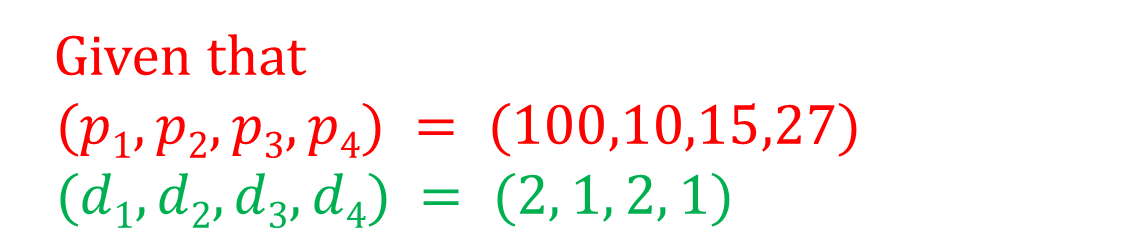 Given that
(p₁, p₂, p₃, p₄) = (100,10,15,27)
(d₁, d₂, d₃, d₄) = (2, 1, 2, 1)